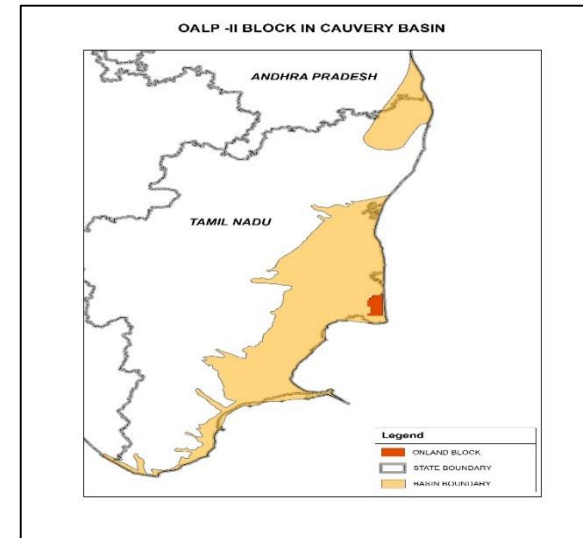 OALP -II BLOCK IN CAUVERY BASIN
ANDHRA PRADESH
TAMIL NADU
Legend
ONLAND BLOCK
STATE BOUNDARY
BASIN BOUNDARY